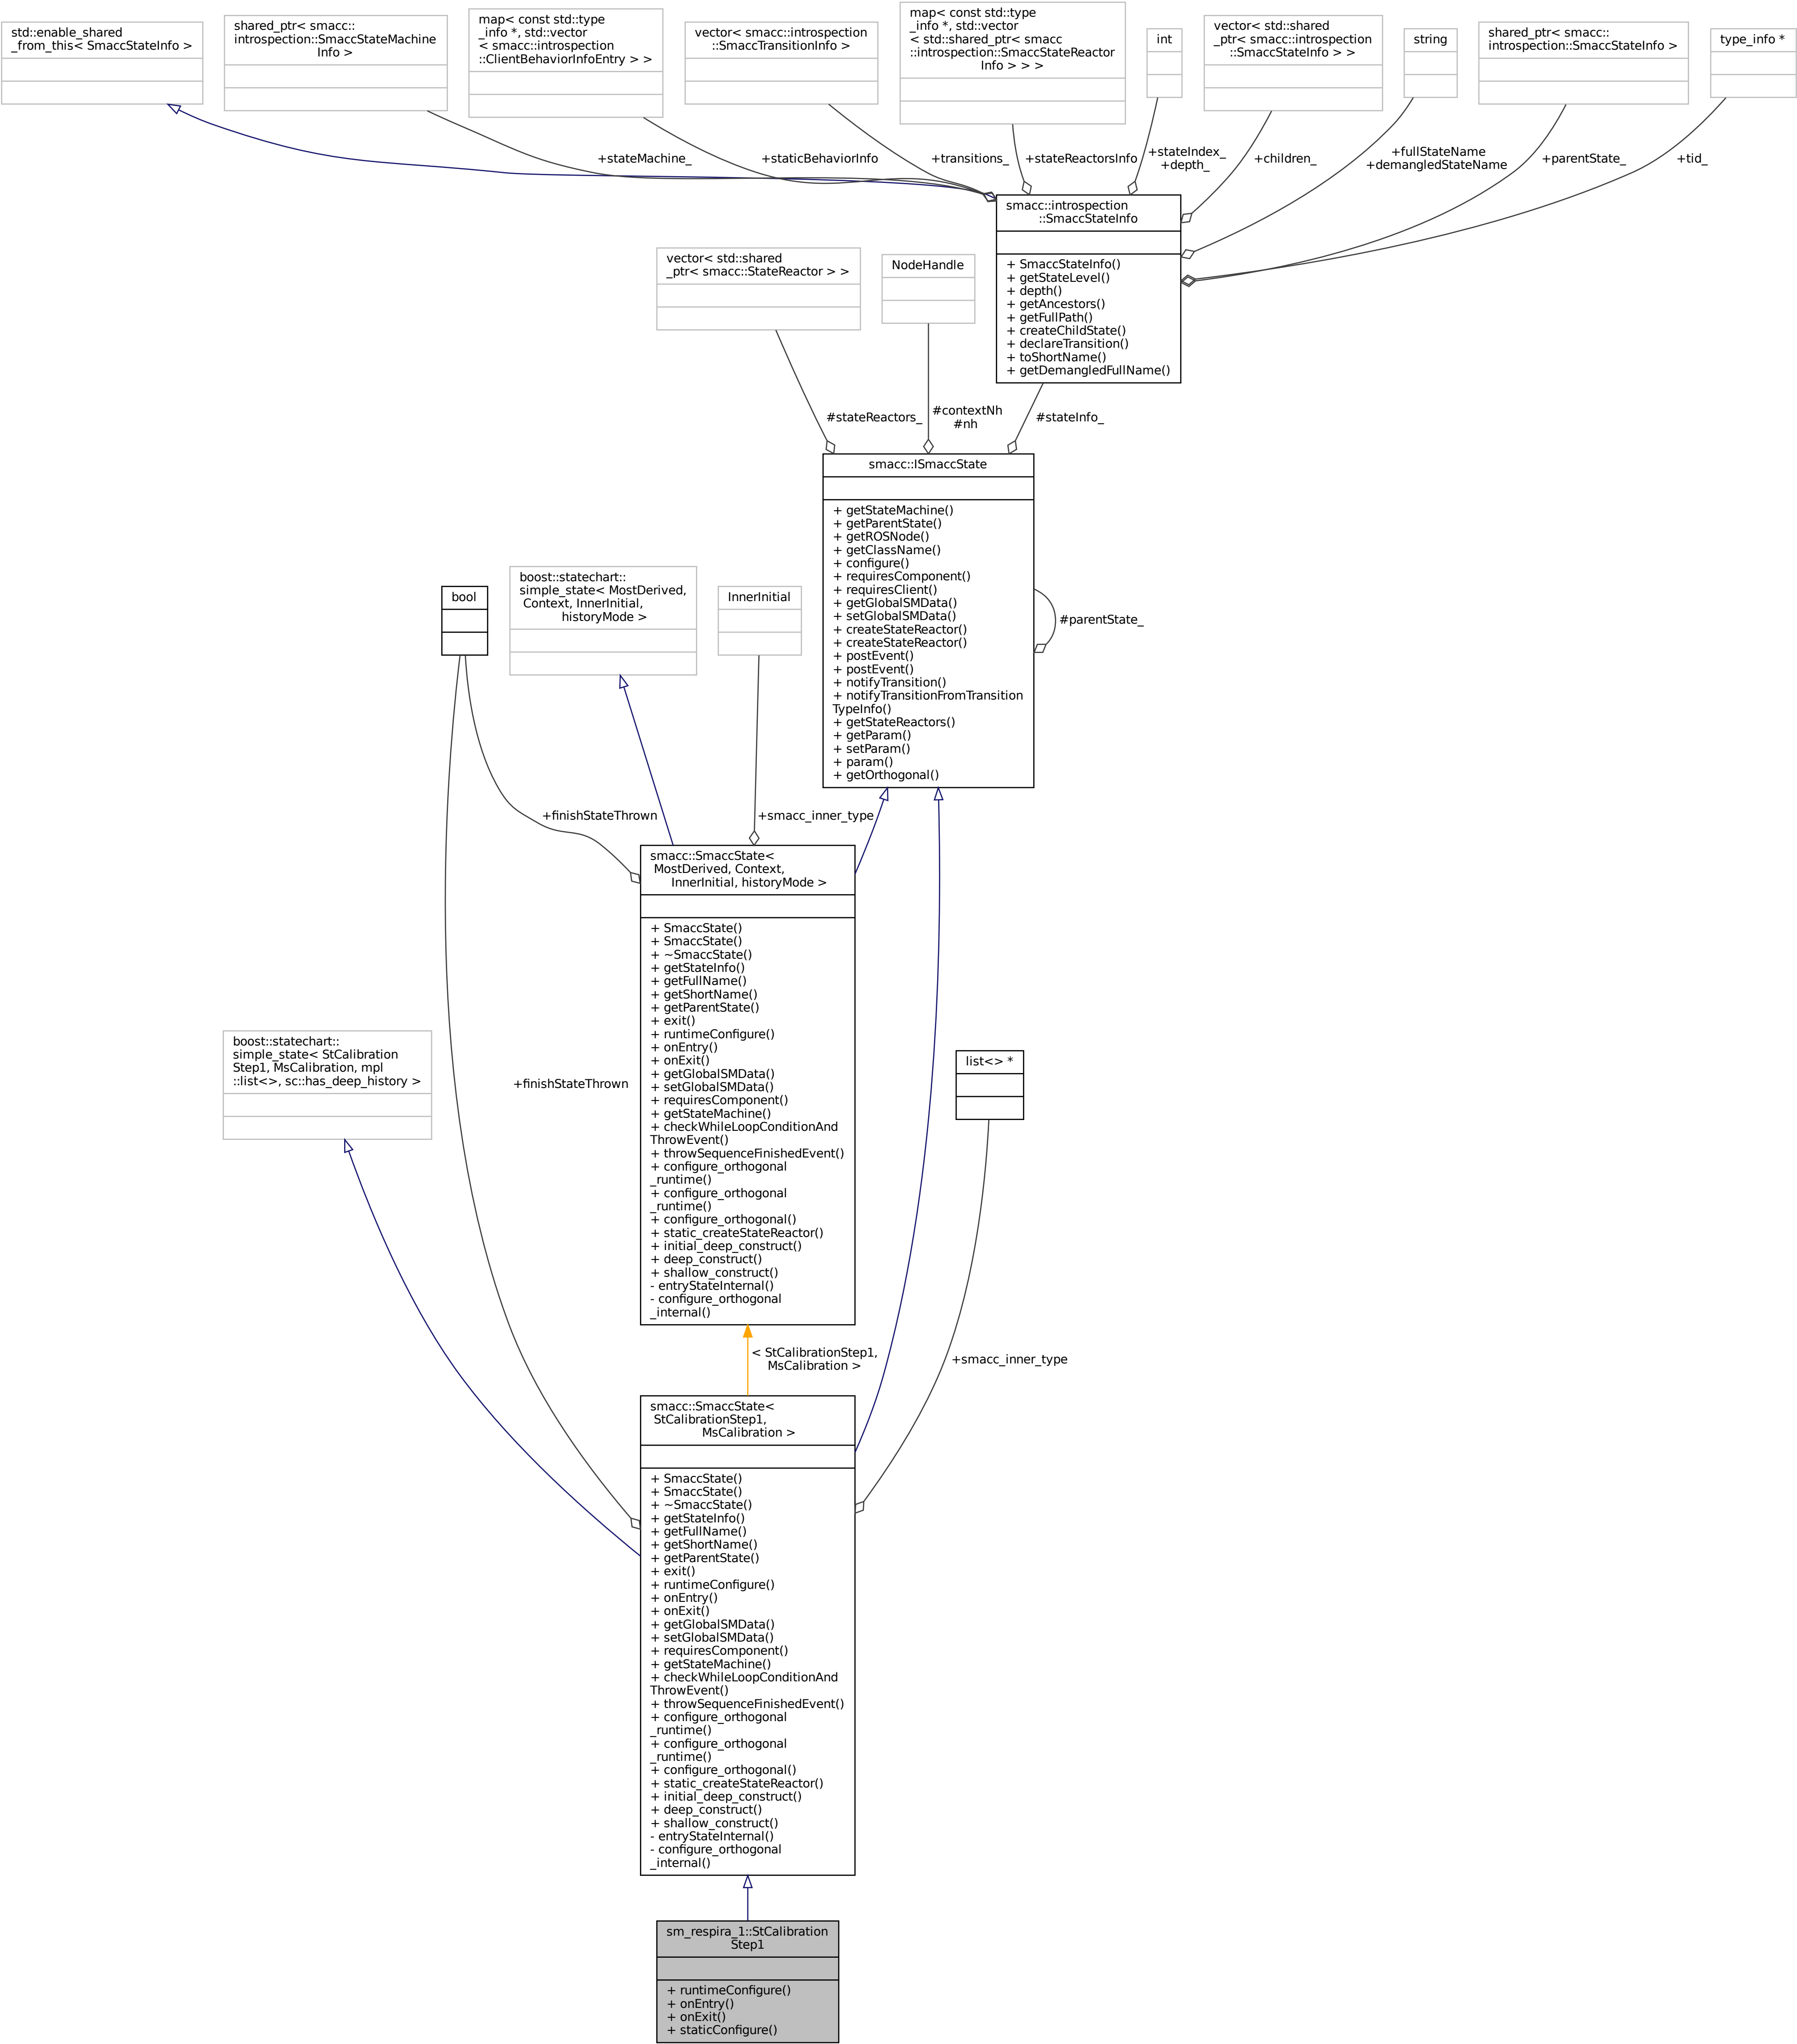 std::enable_shared
_from_this< SmaccStateInfo >
shared_ptr< smacc::
introspection::SmaccStateMachine
Info >
map< const std::type
_info *, std::vector
< smacc::introspection
::ClientBehaviorInfoEntry > >
vector< smacc::introspection
::SmaccTransitionInfo >
map< const std::type
_info *, std::vector
< std::shared_ptr< smacc
::introspection::SmaccStateReactor
Info > > >
int
vector< std::shared
_ptr< smacc::introspection
::SmaccStateInfo > >
string
shared_ptr< smacc::
introspection::SmaccStateInfo >
type_info *
+stateMachine_
+staticBehaviorInfo
+transitions_
+stateReactorsInfo
+stateIndex_
+depth_
+children_
+fullStateName
+demangledStateName
+parentState_
+tid_
smacc::introspection
::SmaccStateInfo
+ SmaccStateInfo()
+ getStateLevel()
+ depth()
+ getAncestors()
+ getFullPath()
+ createChildState()
+ declareTransition()
+ toShortName()
+ getDemangledFullName()
vector< std::shared
_ptr< smacc::StateReactor > >
NodeHandle
#stateReactors_
#contextNh
#nh
#stateInfo_
smacc::ISmaccState
+ getStateMachine()
+ getParentState()
+ getROSNode()
+ getClassName()
+ configure()
+ requiresComponent()
+ requiresClient()
+ getGlobalSMData()
+ setGlobalSMData()
+ createStateReactor()
+ createStateReactor()
+ postEvent()
+ postEvent()
+ notifyTransition()
+ notifyTransitionFromTransition
TypeInfo()
+ getStateReactors()
+ getParam()
+ setParam()
+ param()
+ getOrthogonal()
#parentState_
bool
boost::statechart::
simple_state< MostDerived,
Context, InnerInitial,
historyMode >
InnerInitial
+finishStateThrown
+smacc_inner_type
smacc::SmaccState<
MostDerived, Context,
InnerInitial, historyMode >
+ SmaccState()
+ SmaccState()
+ ~SmaccState()
+ getStateInfo()
+ getFullName()
+ getShortName()
+ getParentState()
+ exit()
+ runtimeConfigure()
+ onEntry()
+ onExit()
+ getGlobalSMData()
+ setGlobalSMData()
+ requiresComponent()
+ getStateMachine()
+ checkWhileLoopConditionAnd
ThrowEvent()
+ throwSequenceFinishedEvent()
+ configure_orthogonal
_runtime()
+ configure_orthogonal
_runtime()
+ configure_orthogonal()
+ static_createStateReactor()
+ initial_deep_construct()
+ deep_construct()
+ shallow_construct()
- entryStateInternal()
- configure_orthogonal
_internal()
boost::statechart::
simple_state< StCalibration
Step1, MsCalibration, mpl
::list<>, sc::has_deep_history >
+finishStateThrown
list<> *
< StCalibrationStep1,
MsCalibration >
+smacc_inner_type
smacc::SmaccState<
StCalibrationStep1,
MsCalibration >
+ SmaccState()
+ SmaccState()
+ ~SmaccState()
+ getStateInfo()
+ getFullName()
+ getShortName()
+ getParentState()
+ exit()
+ runtimeConfigure()
+ onEntry()
+ onExit()
+ getGlobalSMData()
+ setGlobalSMData()
+ requiresComponent()
+ getStateMachine()
+ checkWhileLoopConditionAnd
ThrowEvent()
+ throwSequenceFinishedEvent()
+ configure_orthogonal
_runtime()
+ configure_orthogonal
_runtime()
+ configure_orthogonal()
+ static_createStateReactor()
+ initial_deep_construct()
+ deep_construct()
+ shallow_construct()
- entryStateInternal()
- configure_orthogonal
_internal()
sm_respira_1::StCalibration
Step1
+ runtimeConfigure()
+ onEntry()
+ onExit()
+ staticConfigure()